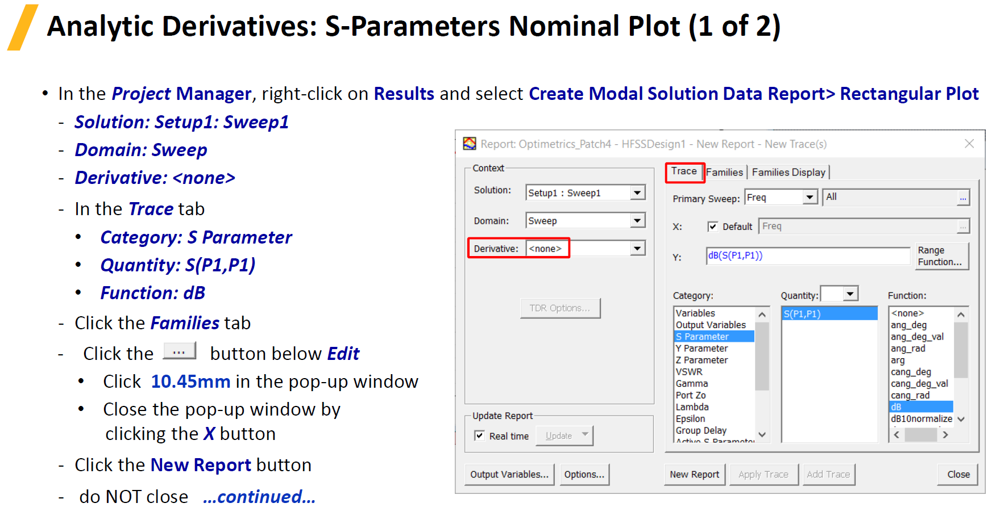 Analytic Derivatives: S-Parameters Nominal Plot (1 of 2)
• In the Project Manager, right-click on Results and select Create Modal Solution Data Report> Rectangular Plot
- Solution: Setup1: Sweep1
- Domain: Sweep
- Derivative: <none>
- In the Trace tab
• Category: S Parameter
• Quantity: S(P1,P1)
• Function: dB
- Click the Families tab
- Click the ... button below Edit
• Click 10.45mm in the pop-up window
• Close the pop-up window by
clicking the X button
- Click the New Report button
- do NOT close ...continued...
Report: Optimetrics_Patch4 - HFSSDesign1 - New Report - New Trace(s)
Context
Solution: Setup1 : Sweep1
Domain: Sweep
Derivative: <none>
TDR Options...
Update Report
Real time Update
Output Variables... Options...
Trace Families Families Display
Primary Sweep: Freq All ...
X: Default Freq ...
Y: dB(S(P1,P1)) Range
Function...
Category:
Variables
Output Variables
S Parameter
Y Parameter
Z Parameter
VSWR
Gamma
Port Zo
Lambda
Epsilon
Group Delay
Active S Parameter
Quantity:
S(P1,P1)
Function:
<none>
ang_deg
ang_deg_val
ang_rad
arg
cang_deg
cang_deg_val
cang_rad
dB
dB10normalize
New Report Apply Trace Add Trace Close